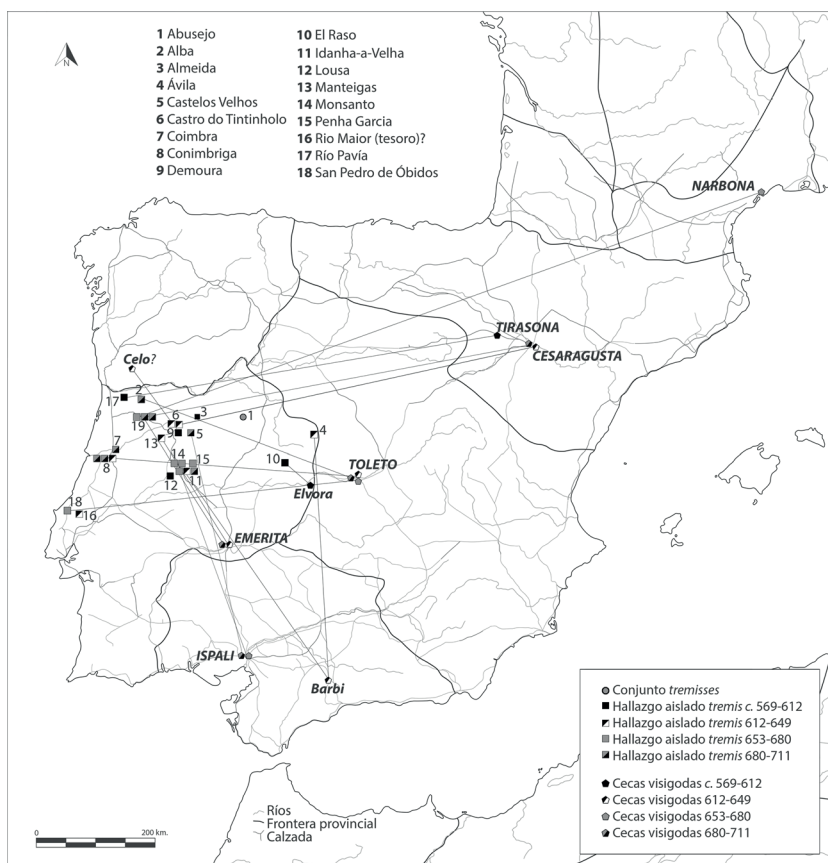 N
1 Abusejo
2 Alba
3 Almeida
4 Ávila
5 Castelos Velhos
6 Castro do Tintinholo
7 Coimbra
8 Conimbriga
9 Demoura
10 El Raso
11 Idanha-a-Velha
12 Lousa
13 Manteigas
14 Monsanto
15 Penha Garcia
16 Rio Maior (tesoro)?
17 Río Pavía
18 San Pedro de Óbidos
NARBONA
TIRASONA
CESARAGUSTA
Celo?
17
2
19
6
3
1
9
5
4
13
7
8
14
15
10
TOLETO
12
11
Elvora
18
16
EMERITA
ISPALI
Barbi
Conjunto tremisses
Hallazgo aislado tremis c. 569-612
Hallazgo aislado tremis 612-649
Hallazgo aislado tremis 653-680
Hallazgo aislado tremis 680-711
Cecas visigodas c. 569-612
Cecas visigodas 612-649
Cecas visigodas 653-680
Cecas visigodas 680-711
Ríos
Frontera provincial
Calzada
0 200 km.